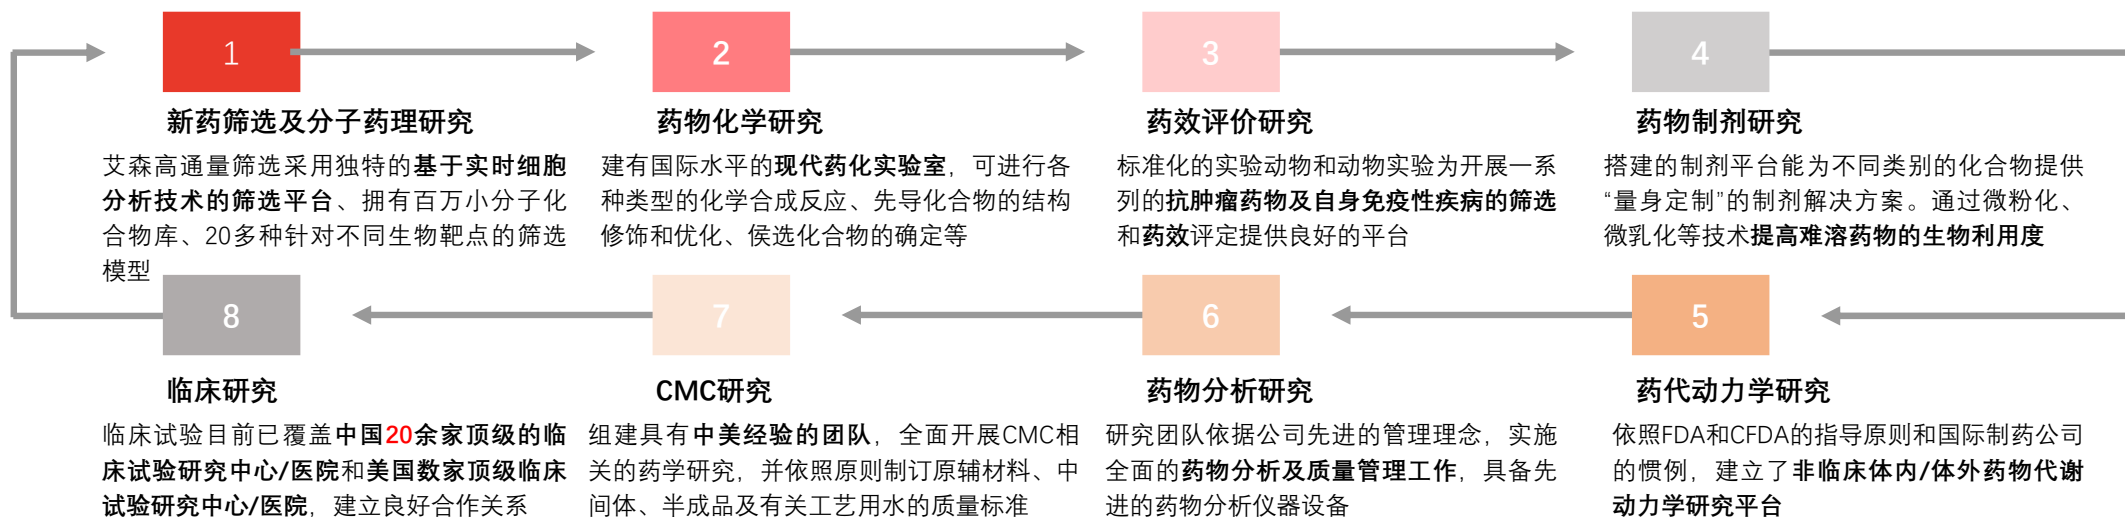 1
新药筛选及分子药理研究
艾森高通量筛选采用独特的基于实时细胞
分析技术的筛选平台、拥有百万小分子化
合物库、20多种针对不同生物靶点的筛选
模型
2
药物化学研究
建有国际水平的现代药化实验室，可进行各
种类型的化学合成反应、先导化合物的结构
修饰和优化、侯选化合物的确定等
3
药效评价研究
标准化的实验动物和动物实验为开展一系
列的抗肿瘤药物及自身免疫性疾病的筛选
和药效评定提供良好的平台
4
药物制剂研究
搭建的制剂平台能为不同类别的化合物提供
“量身定制”的制剂解决方案。通过微粉化、
微乳化等技术提高难溶药物的生物利用度
5
药代动力学研究
依照FDA和CFDA的指导原则和国际制药公司
的惯例，建立了非临床体内/体外药物代谢
动力学研究平台
6
药物分析研究
研究团队依据公司先进的管理理念，实施
全面的药物分析及质量管理工作，具备先
进的药物分析仪器设备
7
CMC研究
组建具有中美经验的团队，全面开展CMC相
关的药学研究，并依照原则制订原辅材料、中
间体、半成品及有关工艺用水的质量标准
8
临床研究
临床试验目前已覆盖中国20余家顶级的临
床试验研究中心/医院和美国数家顶级临床
试验研究中心/医院，建立良好合作关系